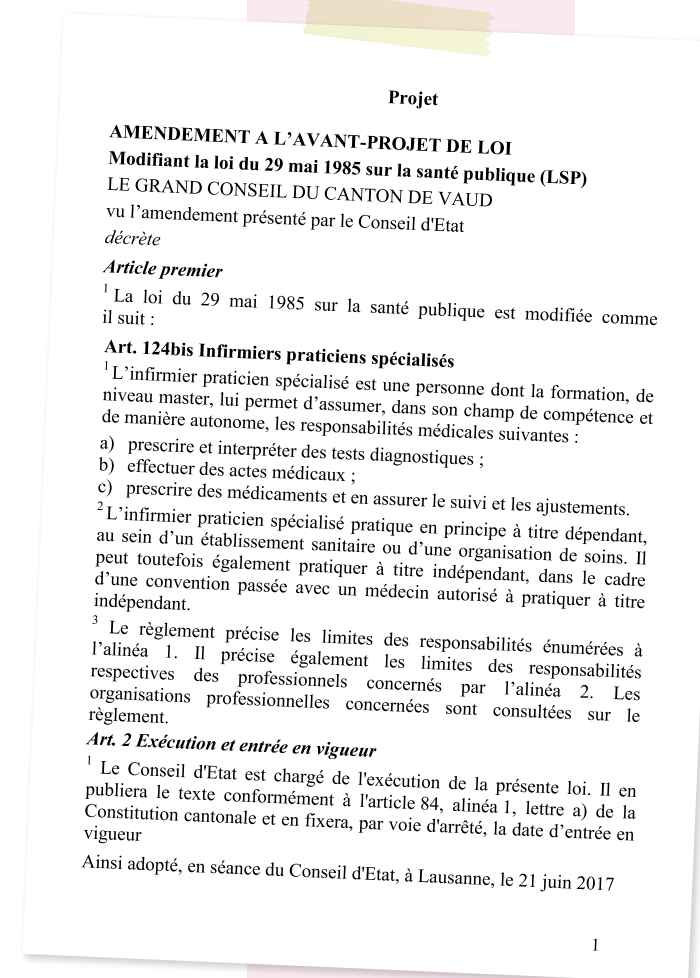 Projet
AMENDEMENT A L’AVANT-PROJET DE LOI
Modifiant la loi du 29 mai 1985 sur la santé publique (LSP)
LE GRAND CONSEIL DU CANTON DE VAUD
vu l’amendement présenté par le Conseil d'Etat
décrète
Article premier
1 La loi du 29 mai 1985 sur la santé publique est modifiée comme
il suit :
Art. 124bis Infirmiers praticiens spécialisés
1 L’infirmier praticien spécialisé est une personne dont la formation, de
niveau master, lui permet d’assumer, dans son champ de compétence et
de manière autonome, les responsabilités médicales suivantes :
a) prescrire et interpréter des tests diagnostiques ;
b) effectuer des actes médicaux ;
c) prescrire des médicaments et en assurer le suivi et les ajustements.
2 L’infirmier praticien spécialisé pratique en principe à titre dépendant,
au sein d’un établissement sanitaire ou d’une organisation de soins. Il
peut toutefois également pratiquer à titre indépendant, dans le cadre
d’une convention passée avec un médecin autorisé à pratiquer à titre
indépendant.
3 Le règlement précise les limites des responsabilités énumérées à
l’alinéa 1. Il précise également les limites des responsabilités
respectives des professionnels concernés par l’alinéa 2. Les
organisations professionnelles concernées sont consultées sur le
règlement.
Art. 2 Exécution et entrée en vigueur
1 Le Conseil d'Etat est chargé de l'exécution de la présente loi. Il en
publiera le texte conformément à l'article 84, alinéa 1, lettre a) de la
Constitution cantonale et en fixera, par voie d'arrêté, la date d’entrée en
vigueur
Ainsi adopté, en séance du Conseil d'Etat, à Lausanne, le 21 juin 2017
1